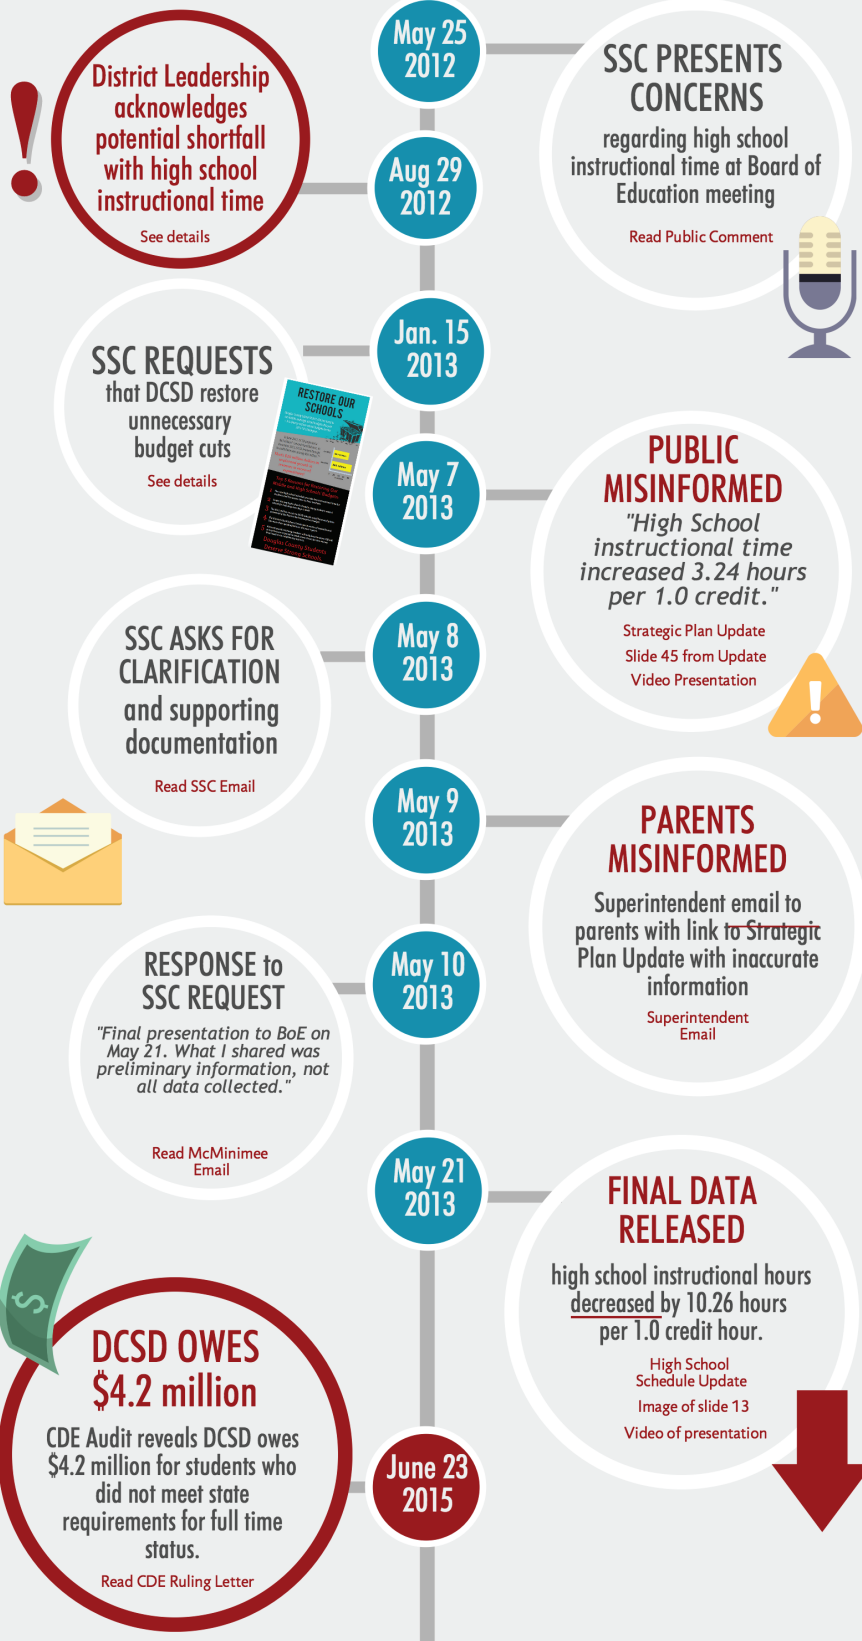 May 25
2012
SSC PRESENTS
CONCERNS
regarding high school
instructional time at Board of
Education meeting
Read Public Comment
District Leadership
acknowledges
potential shortfall
with high school
instructional time
See details
Aug 29
2012
Jan. 15
2013
SSC REQUESTS
that DCSD restore
unnecessary
budget cuts
See details
RESTORE OUR
SCHOOLS
Douglas County Students
Deserve Strong Schools
May 7
2013
PUBLIC
MISINFORMED
"High School
instructional time
increased 3.24 hours
per 1.0 credit."
Strategic Plan Update
Slide 45 from Update
Video Presentation
May 8
2013
SSC ASKS FOR
CLARIFICATION
and supporting
documentation
Read SSC Email
May 9
2013
PARENTS
MISINFORMED
Superintendent email to
parents with link to Strategic
Plan Update with inaccurate
information
Superintendent
Email
May 10
2013
RESPONSE to
SSC REQUEST
"Final presentation to BoE on
May 21. What I shared was
preliminary information, not
all data collected."
Read McMinimee
Email
May 21
2013
FINAL DATA
RELEASED
high school instructional hours
decreased by 10.26 hours
per 1.0 credit hour.
High School
Schedule Update
Image of slide 13
Video of presentation
$
DCSD OWES
$4.2 million
CDE Audit reveals DCSD owes
$4.2 million for students who
did not meet state
requirements for full time
status.
Read CDE Ruling Letter
June 23
2015